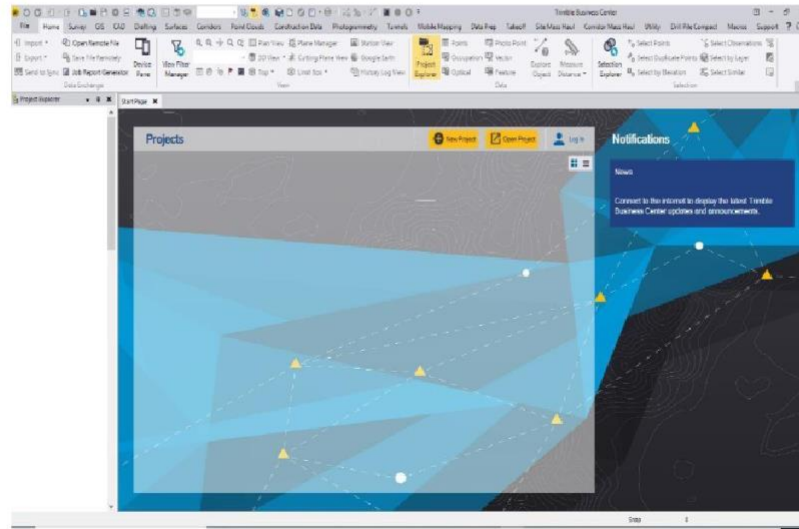 Trimble Business Center
File Home Survey GIS CAD Drafting Surfaces Corridors Point Clouds Construction Data Photogrammetry Tunnels Mobile Mapping Data Prep Takeoff Site Mass Haul Corridor Mass Haul Utility Drill Pile Compact Macros Support
Import Open Remote File Plan View Plane Manager Station View Points Photo Point Select Points Select Observations
Export Save File Remotely 3D View Cutting Plane View Google Earth Occupation Vector Select Duplicate Points Select by Layer
Send to Sync Job Report Generator Top Limit Box History Log View Optical Feature Select by Elevation Select Similar
Device Pane View Filter Manager Project Explorer Explore Object Measure Distance Selection Explorer
Data Exchange View Data Selection
Project Explorer Start Page
Projects New Project Open Project Log In Notifications
News
Connect to the internet to display the latest Trimble
Business Center updates and announcements.
Snap